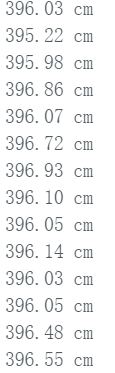 396.03 cm
395.22 cm
395.98 cm
396.86 cm
396.07 cm
396.72 cm
396.93 cm
396.10 cm
396.05 cm
396.14 cm
396.03 cm
396.05 cm
396.48 cm
396.55 cm